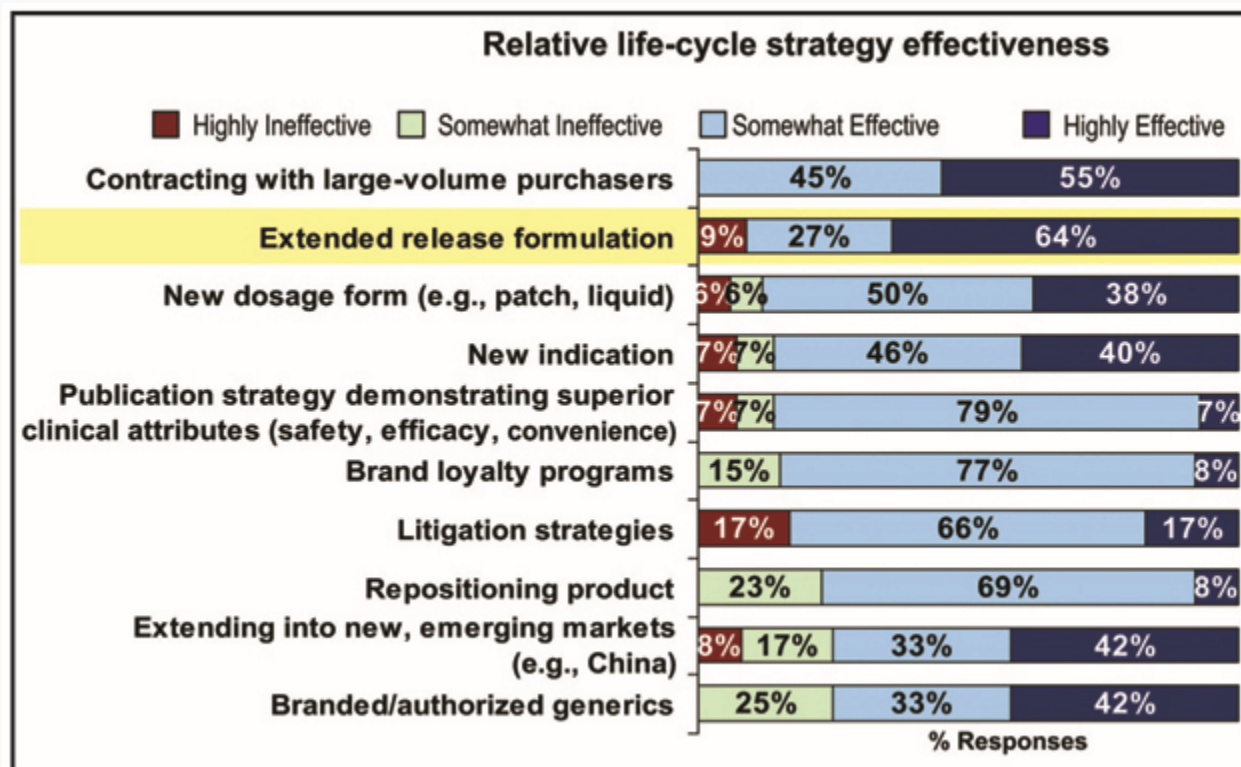 Relative life-cycle strategy effectiveness
Highly Ineffective Somewhat Ineffective Somewhat Effective Highly Effective
Contracting with large-volume purchasers 45% 55%
Extended release formulation 9% 27% 64%
New dosage form (e.g., patch, liquid) 6% 6% 50% 38%
New indication 7% 7% 46% 40%
Publication strategy demonstrating superior
clinical attributes (safety, efficacy, convenience) 7% 7% 79% 7%
Brand loyalty programs 15% 77% 8%
Litigation strategies 17% 66% 17%
Repositioning product 23% 69% 8%
Extending into new, emerging markets
(e.g., China) 8% 17% 33% 42%
Branded/authorized generics 25% 33% 42%
% Responses